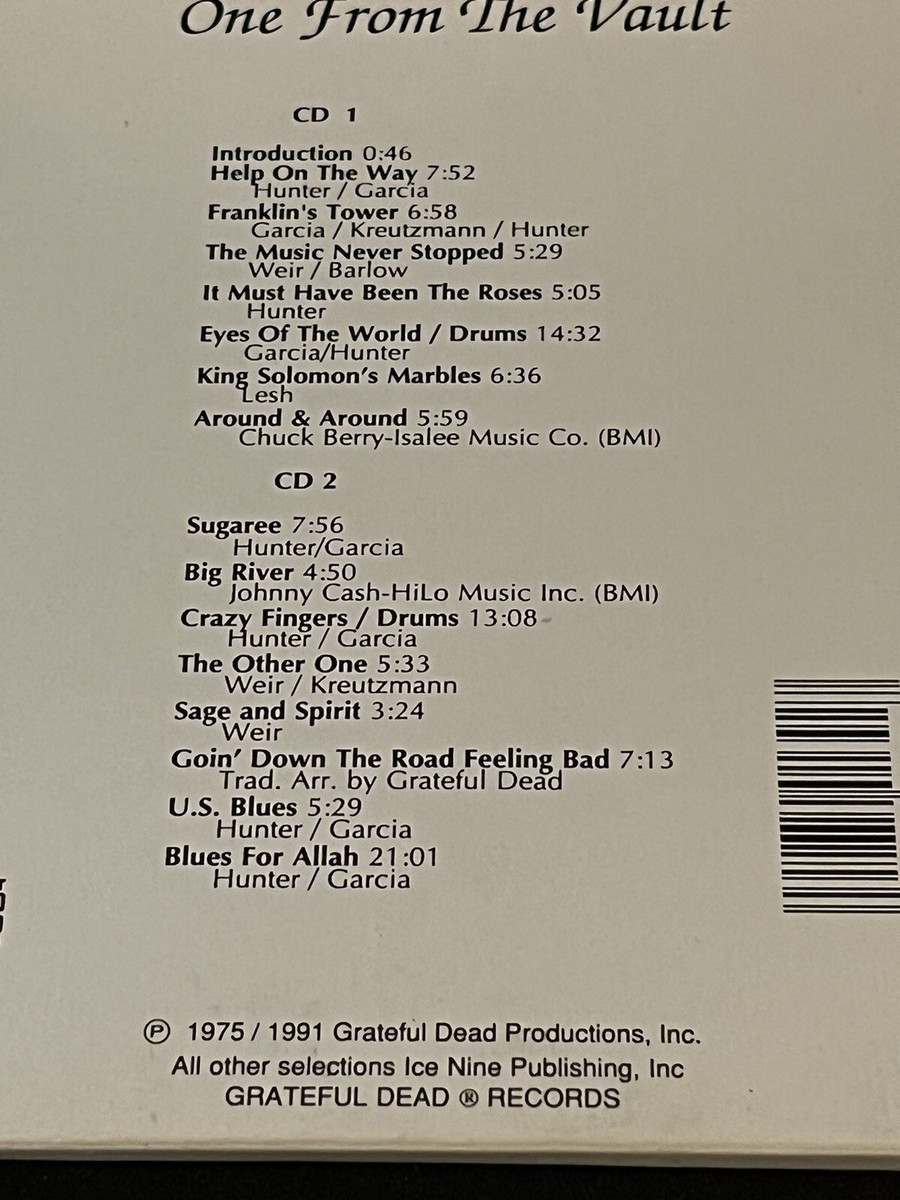 One From The Vault
CD 1
Introduction 0:46
Help On The Way 7:52
Hunter / Garcia
Franklin's Tower 6:58
Garcia / Kreutzmann / Hunter
The Music Never Stopped 5:29
Weir / Barlow
It Must Have Been The Roses 5:05
Hunter
Eyes Of The World / Drums 14:32
Garcia/Hunter
King Solomon's Marbles 6:36
Lesh
Around & Around 5:59
Chuck Berry-Isalee Music Co. (BMI)
CD 2
Sugaree 7:56
Hunter/Garcia
Big River 4:50
Johnny Cash-HiLo Music Inc. (BMI)
Crazy Fingers / Drums 13:08
Hunter / Garcia
The Other One 5:33
Weir / Kreutzmann
Sage and Spirit 3:24
Weir
Goin' Down The Road Feeling Bad 7:13
Trad. Arr. by Grateful Dead
U.S. Blues 5:29
Hunter / Garcia
Blues For Allah 21:01
Hunter / Garcia
℗ 1975 / 1991 Grateful Dead Productions, Inc.
All other selections Ice Nine Publishing, Inc
GRATEFUL DEAD ® RECORDS